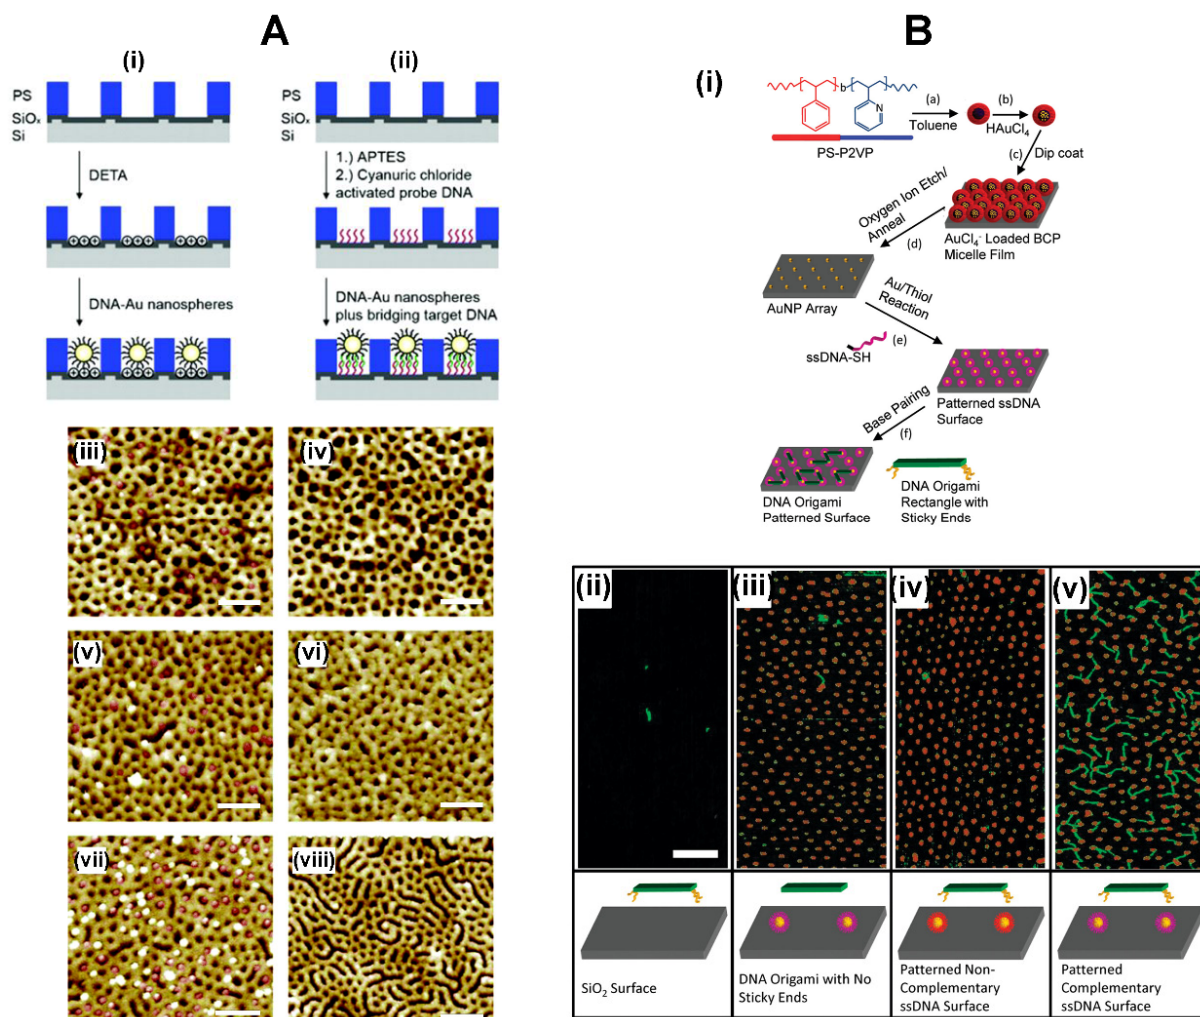 A
(i)
(ii)
PS
SiOₓ
Si
DETA
DNA-Au nanospheres
PS
SiOₓ
Si
1.) APTES
2.) Cyanuric chloride
activated probe DNA
DNA-Au nanospheres
plus bridging target DNA
(iii)
(iv)
(v)
(vi)
(vii)
(viii)
B
(i)
b
N
PS-P2VP
(a)
Toluene
(b)
HAuCl₄
(c)
Dip coat
AuCl₄⁻ Loaded BCP
Micelle Film
Oxygen Ion Etch/
Anneal
(d)
AuNP Array
Au/Thiol
Reaction
(e)
ssDNA-SH
Patterned ssDNA
Surface
Base Pairing
(f)
DNA Origami
Patterned Surface
DNA Origami
Rectangle with
Sticky Ends
(ii)
(iii)
(iv)
(v)
SiO₂ Surface
DNA Origami with No
Sticky Ends
Patterned Non-
Complementary
ssDNA Surface
Patterned
Complementary
ssDNA Surface